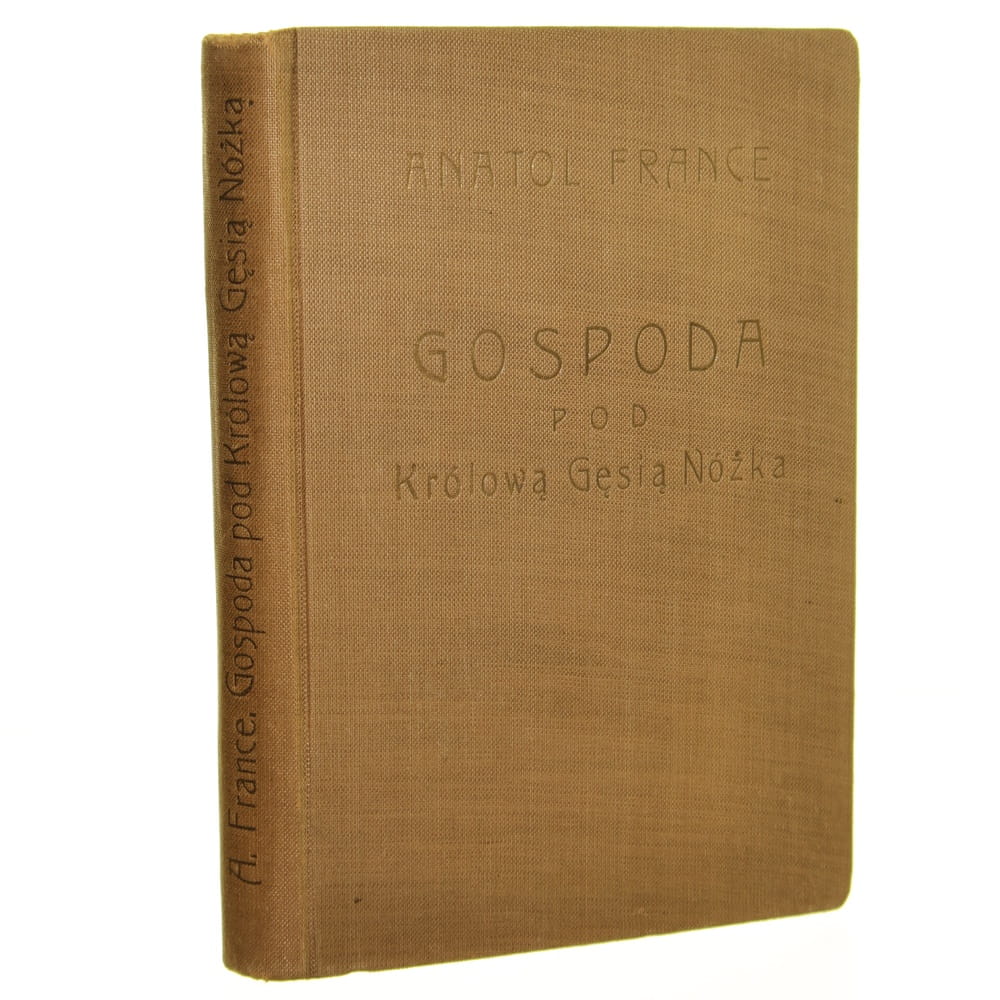 ANATOL FRANCE
GOSPODA
POD
Królową Gęsią Nóżka
A. France. Gospoda pod Królową Gęsią Nóżką